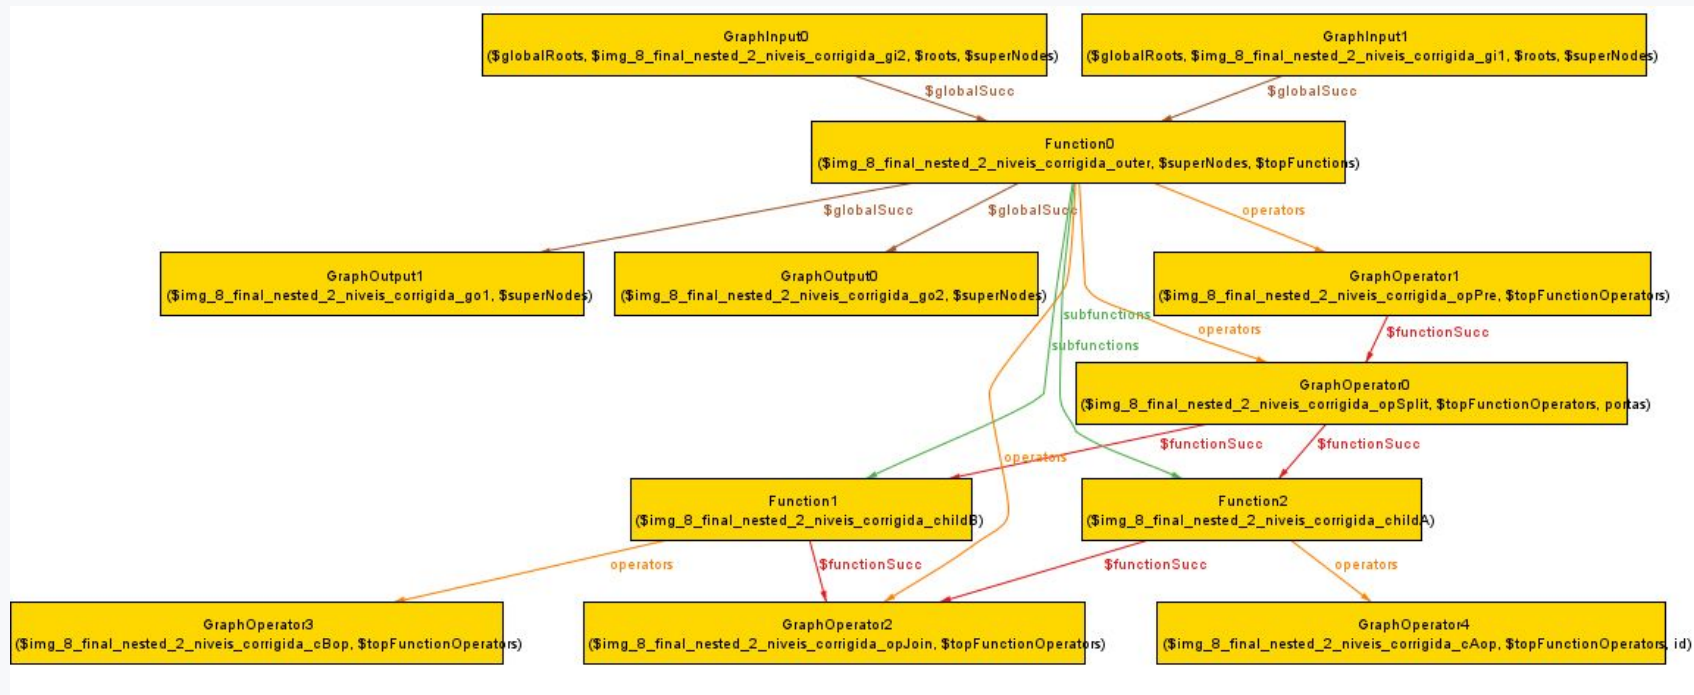 GraphInput0
($globalRoots, $img_8_final_nested_2_niveis_corrigida_gi2, $roots, $superNodes)
GraphInput1
($globalRoots, $img_8_final_nested_2_niveis_corrigida_gi1, $roots, $superNodes)
$globalSucc
$globalSucc
Function0
($img_8_final_nested_2_niveis_corrigida_outer, $superNodes, $topFunctions)
$globalSucc
$globalSucc
operators
GraphOutput1
($img_8_final_nested_2_niveis_corrigida_go1, $superNodes)
GraphOutput0
($img_8_final_nested_2_niveis_corrigida_go2, $superNodes)
GraphOperator1
($img_8_final_nested_2_niveis_corrigida_opPre, $topFunctionOperators)
subfunctions
operators
$functionSucc
subfunctions
GraphOperator0
($img_8_final_nested_2_niveis_corrigida_opSplit, $topFunctionOperators, portas)
$functionSucc
$functionSucc
operators
Function1
($img_8_final_nested_2_niveis_corrigida_childB)
Function2
($img_8_final_nested_2_niveis_corrigida_childA)
operators
$functionSucc
$functionSucc
operators
GraphOperator3
($img_8_final_nested_2_niveis_corrigida_cBop, $topFunctionOperators)
GraphOperator2
($img_8_final_nested_2_niveis_corrigida_opJoin, $topFunctionOperators)
GraphOperator4
($img_8_final_nested_2_niveis_corrigida_cAop, $topFunctionOperators, id)